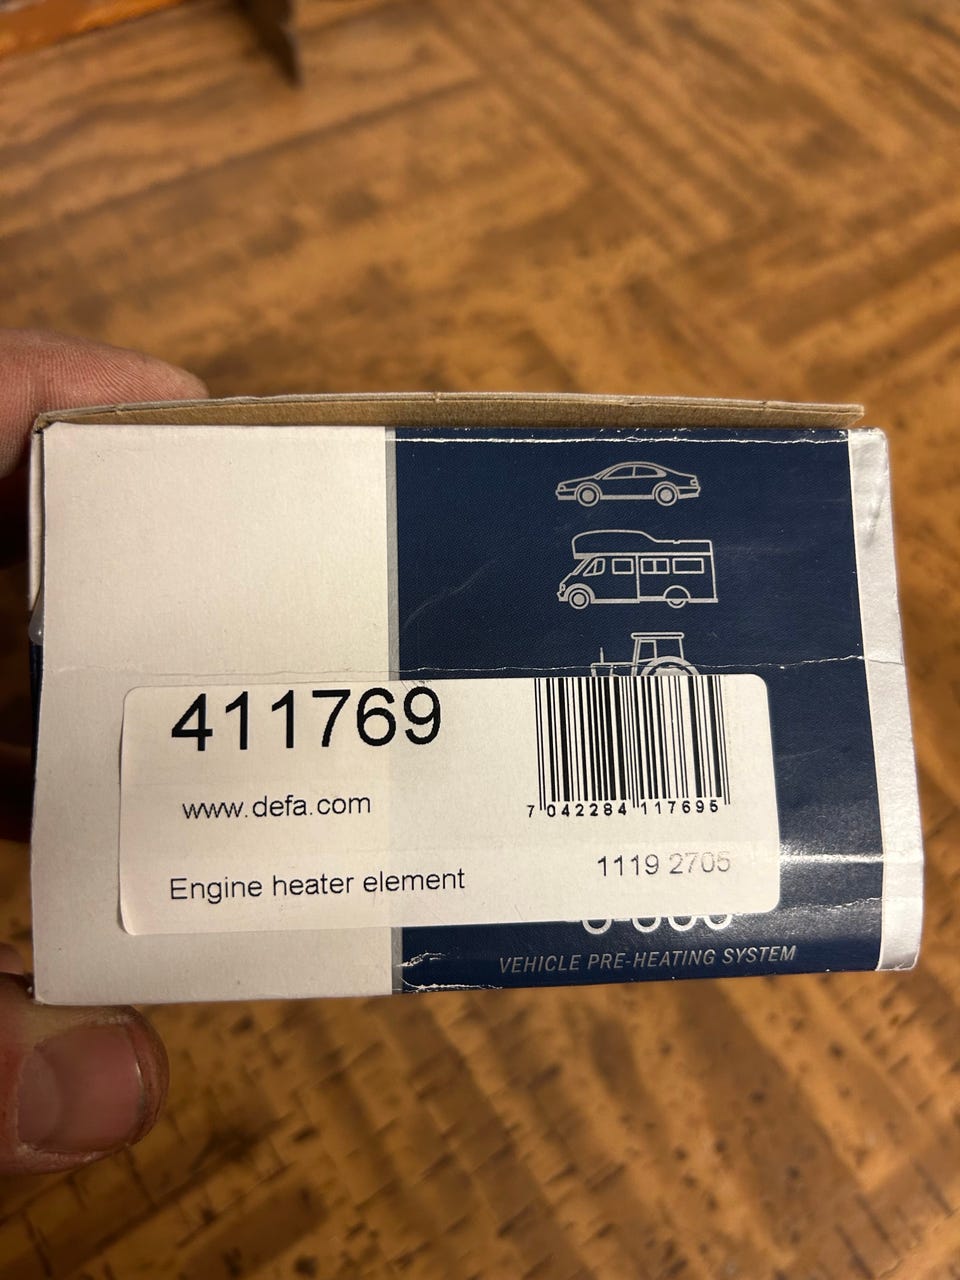 411769
www.defa.com
7 042284 117695
Engine heater element
1119 2705
VEHICLE PRE-HEATING SYSTEM